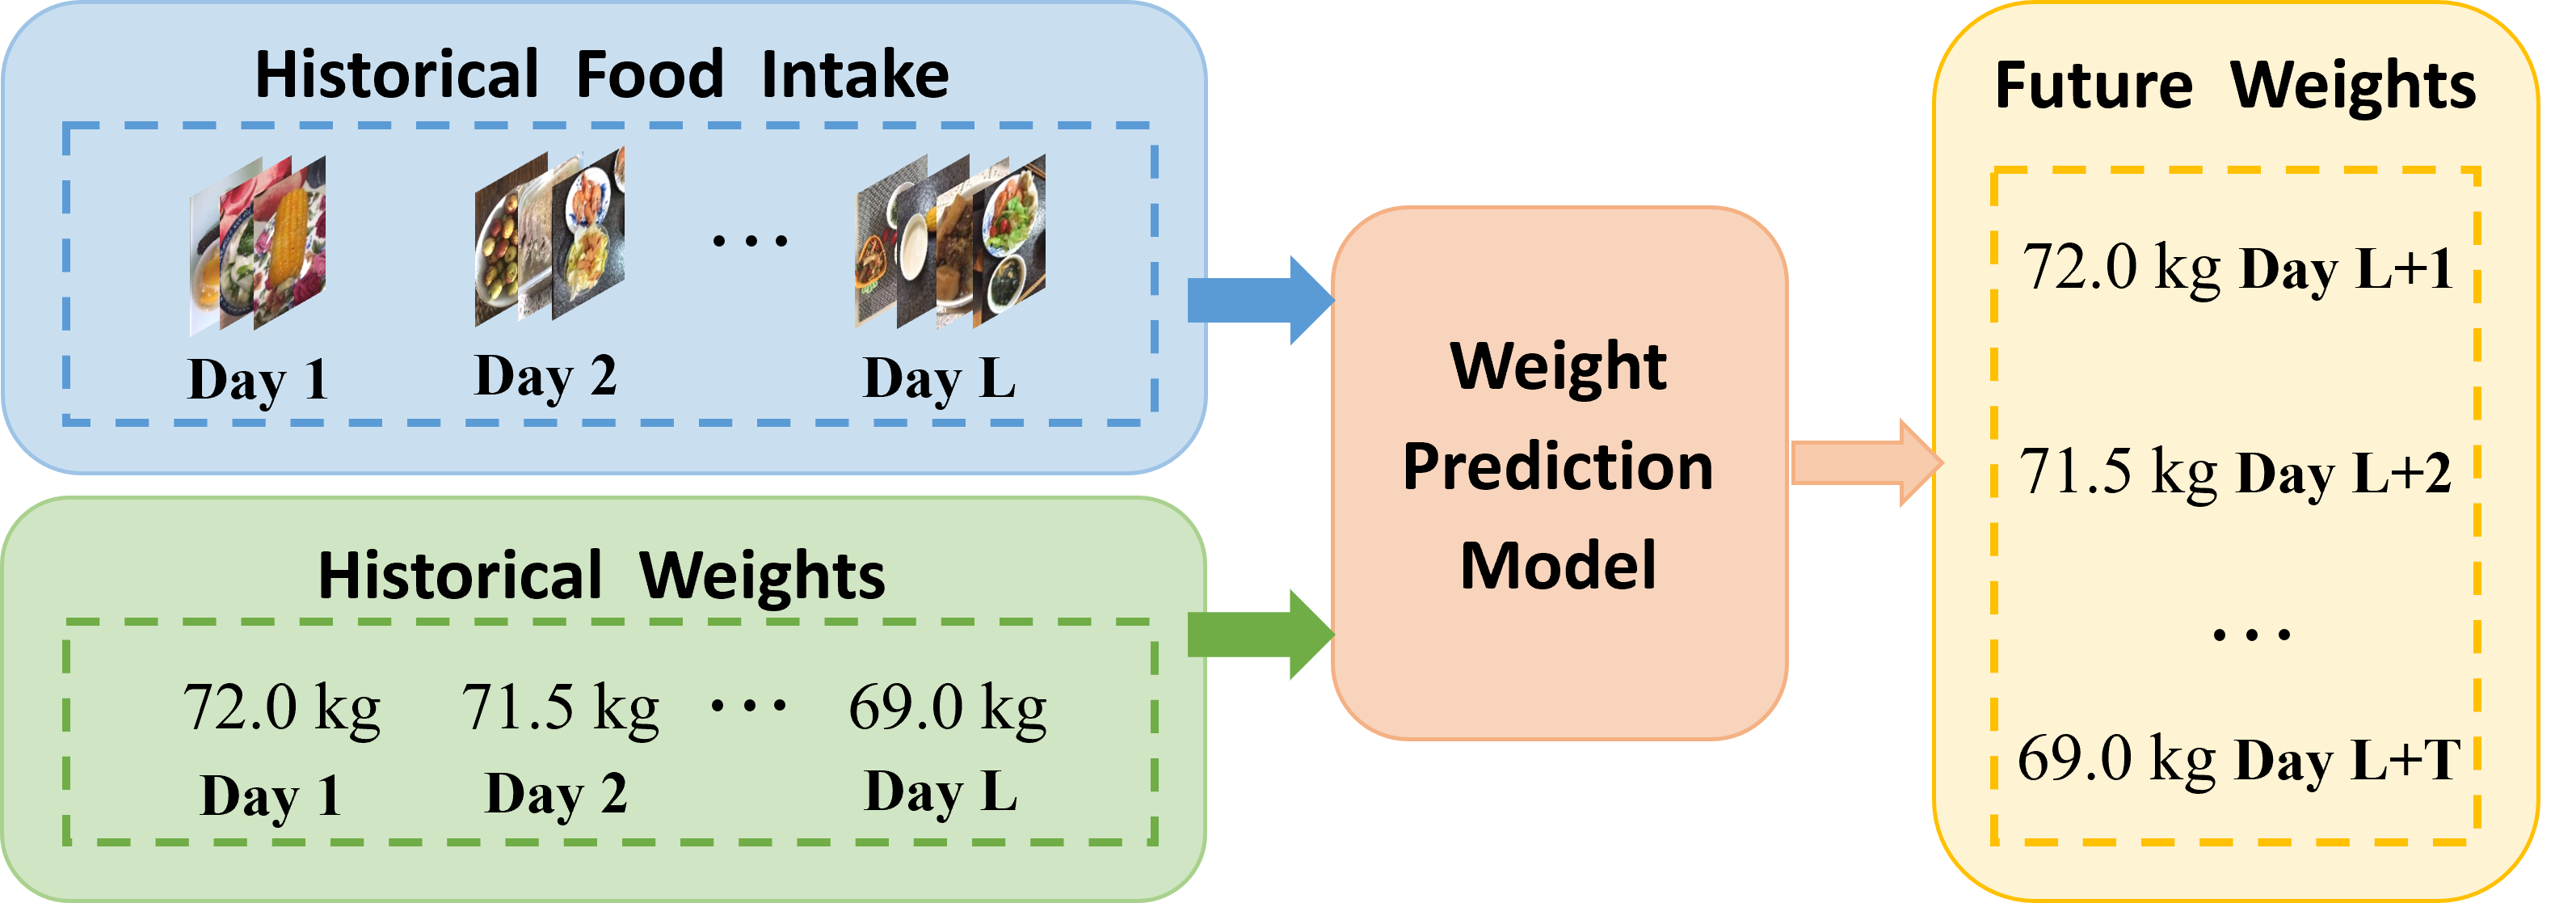 Historical Food Intake
Day 1 Day 2 ... Day L
Historical Weights
72.0 kg 71.5 kg ... 69.0 kg
Day 1 Day 2 Day L
Weight
Prediction
Model
Future Weights
72.0 kg Day L+1
71.5 kg Day L+2
...
69.0 kg Day L+T